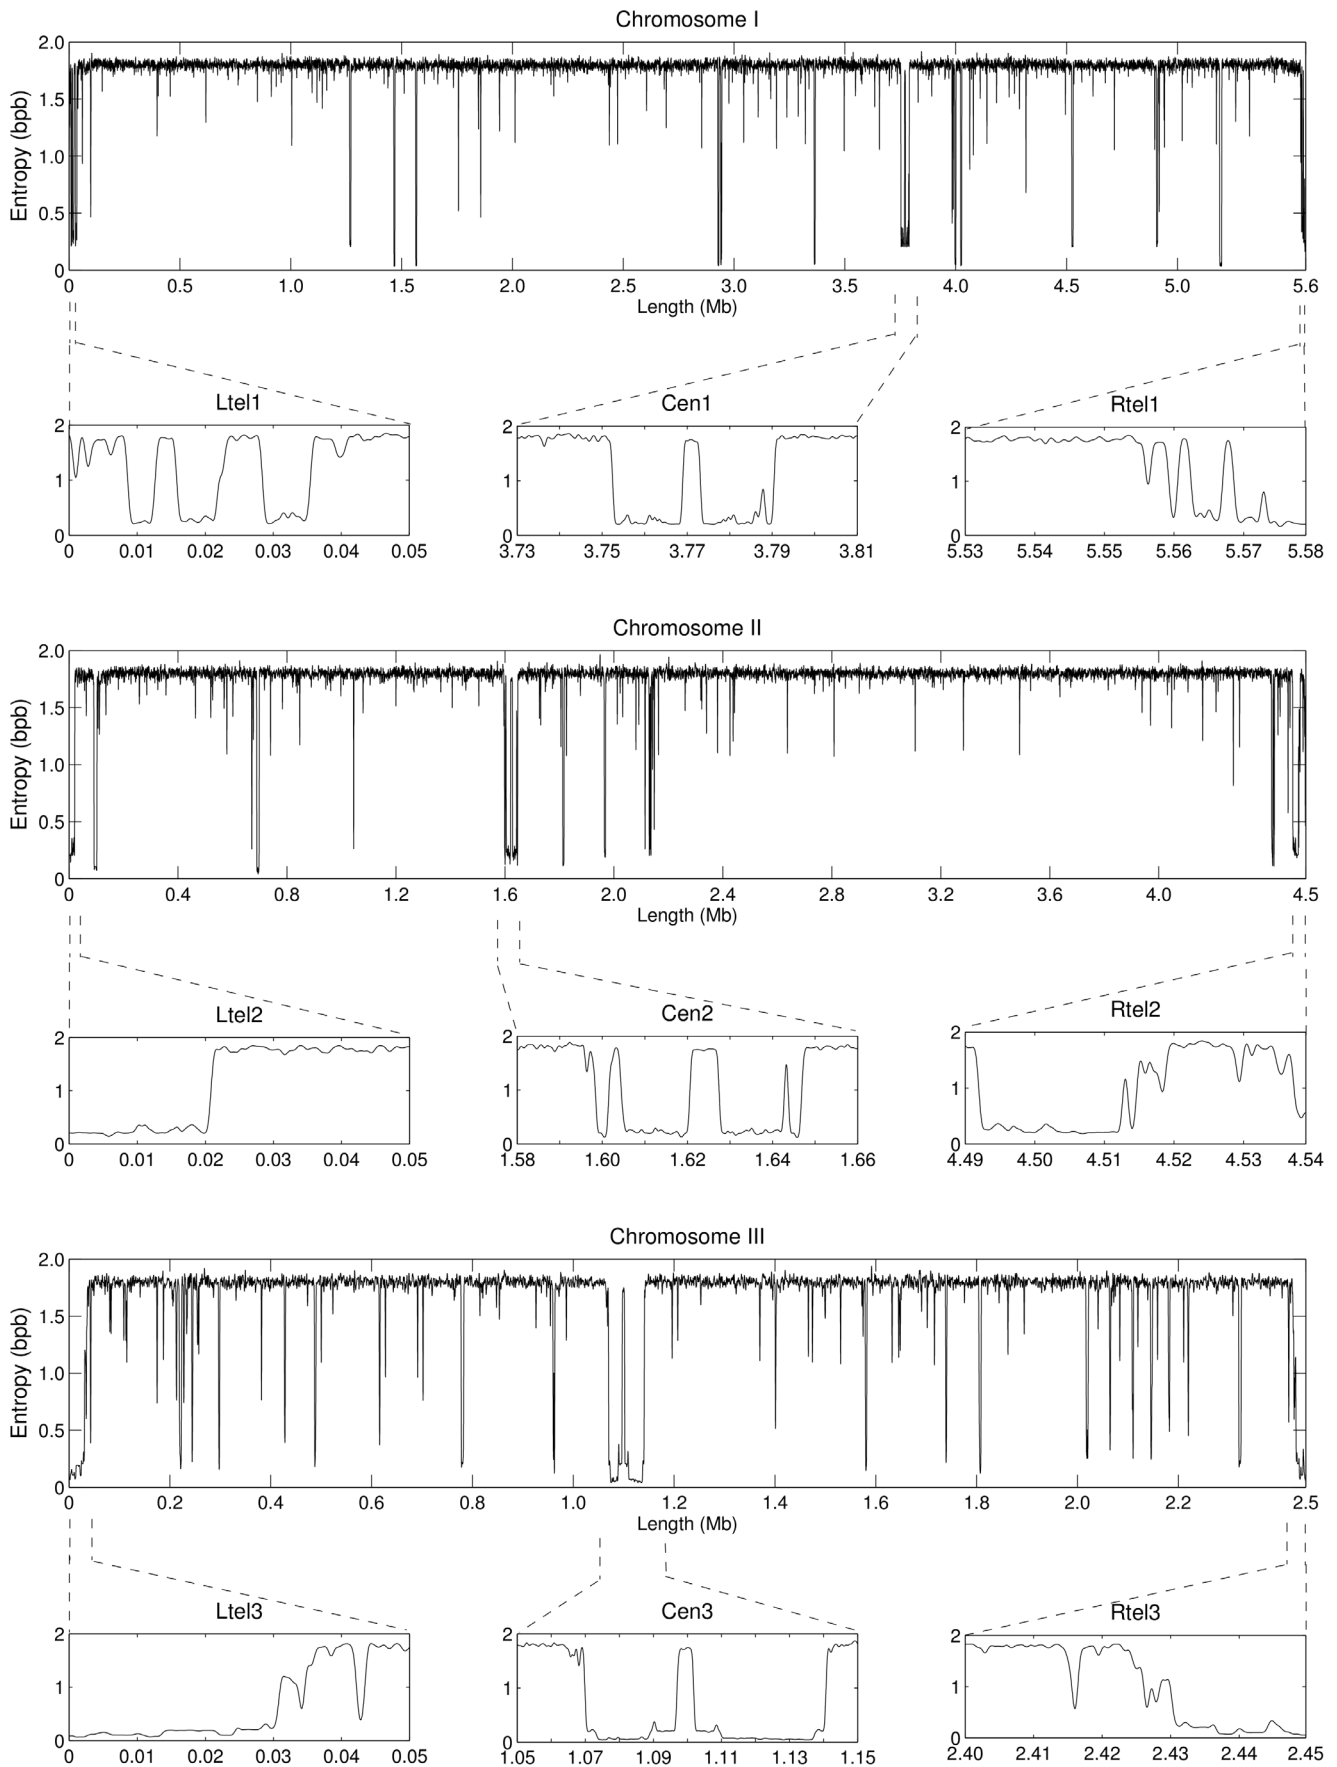 Chromosome I
Entropy (bpb)
2.0
1.5
1.0
0.5
0
0 0.5 1.0 1.5 2.0 2.5 3.0 3.5 4.0 4.5 5.0 5.6
Length (Mb)
Ltel1 Cen1 Rtel1
2 2 2
1 1 1
0 0 0
0 0.01 0.02 0.03 0.04 0.05 3.73 3.75 3.77 3.79 3.81 5.53 5.54 5.55 5.56 5.57 5.58
Chromosome II
Entropy (bpb)
2.0
1.5
1.0
0.5
0
0 0.4 0.8 1.2 1.6 2.0 2.4 2.8 3.2 3.6 4.0 4.5
Length (Mb)
Ltel2 Cen2 Rtel2
2 2 2
1 1 1
0 0 0
0 0.01 0.02 0.03 0.04 0.05 1.58 1.60 1.62 1.64 1.66 4.49 4.50 4.51 4.52 4.53 4.54
Chromosome III
Entropy (bpb)
2.0
1.5
1.0
0.5
0
0 0.2 0.4 0.6 0.8 1.0 1.2 1.4 1.6 1.8 2.0 2.2 2.5
Length (Mb)
Ltel3 Cen3 Rtel3
2 2 2
1 1 1
0 0 0
0 0.01 0.02 0.03 0.04 0.05 1.05 1.07 1.09 1.11 1.13 1.15 2.40 2.41 2.42 2.43 2.44 2.45